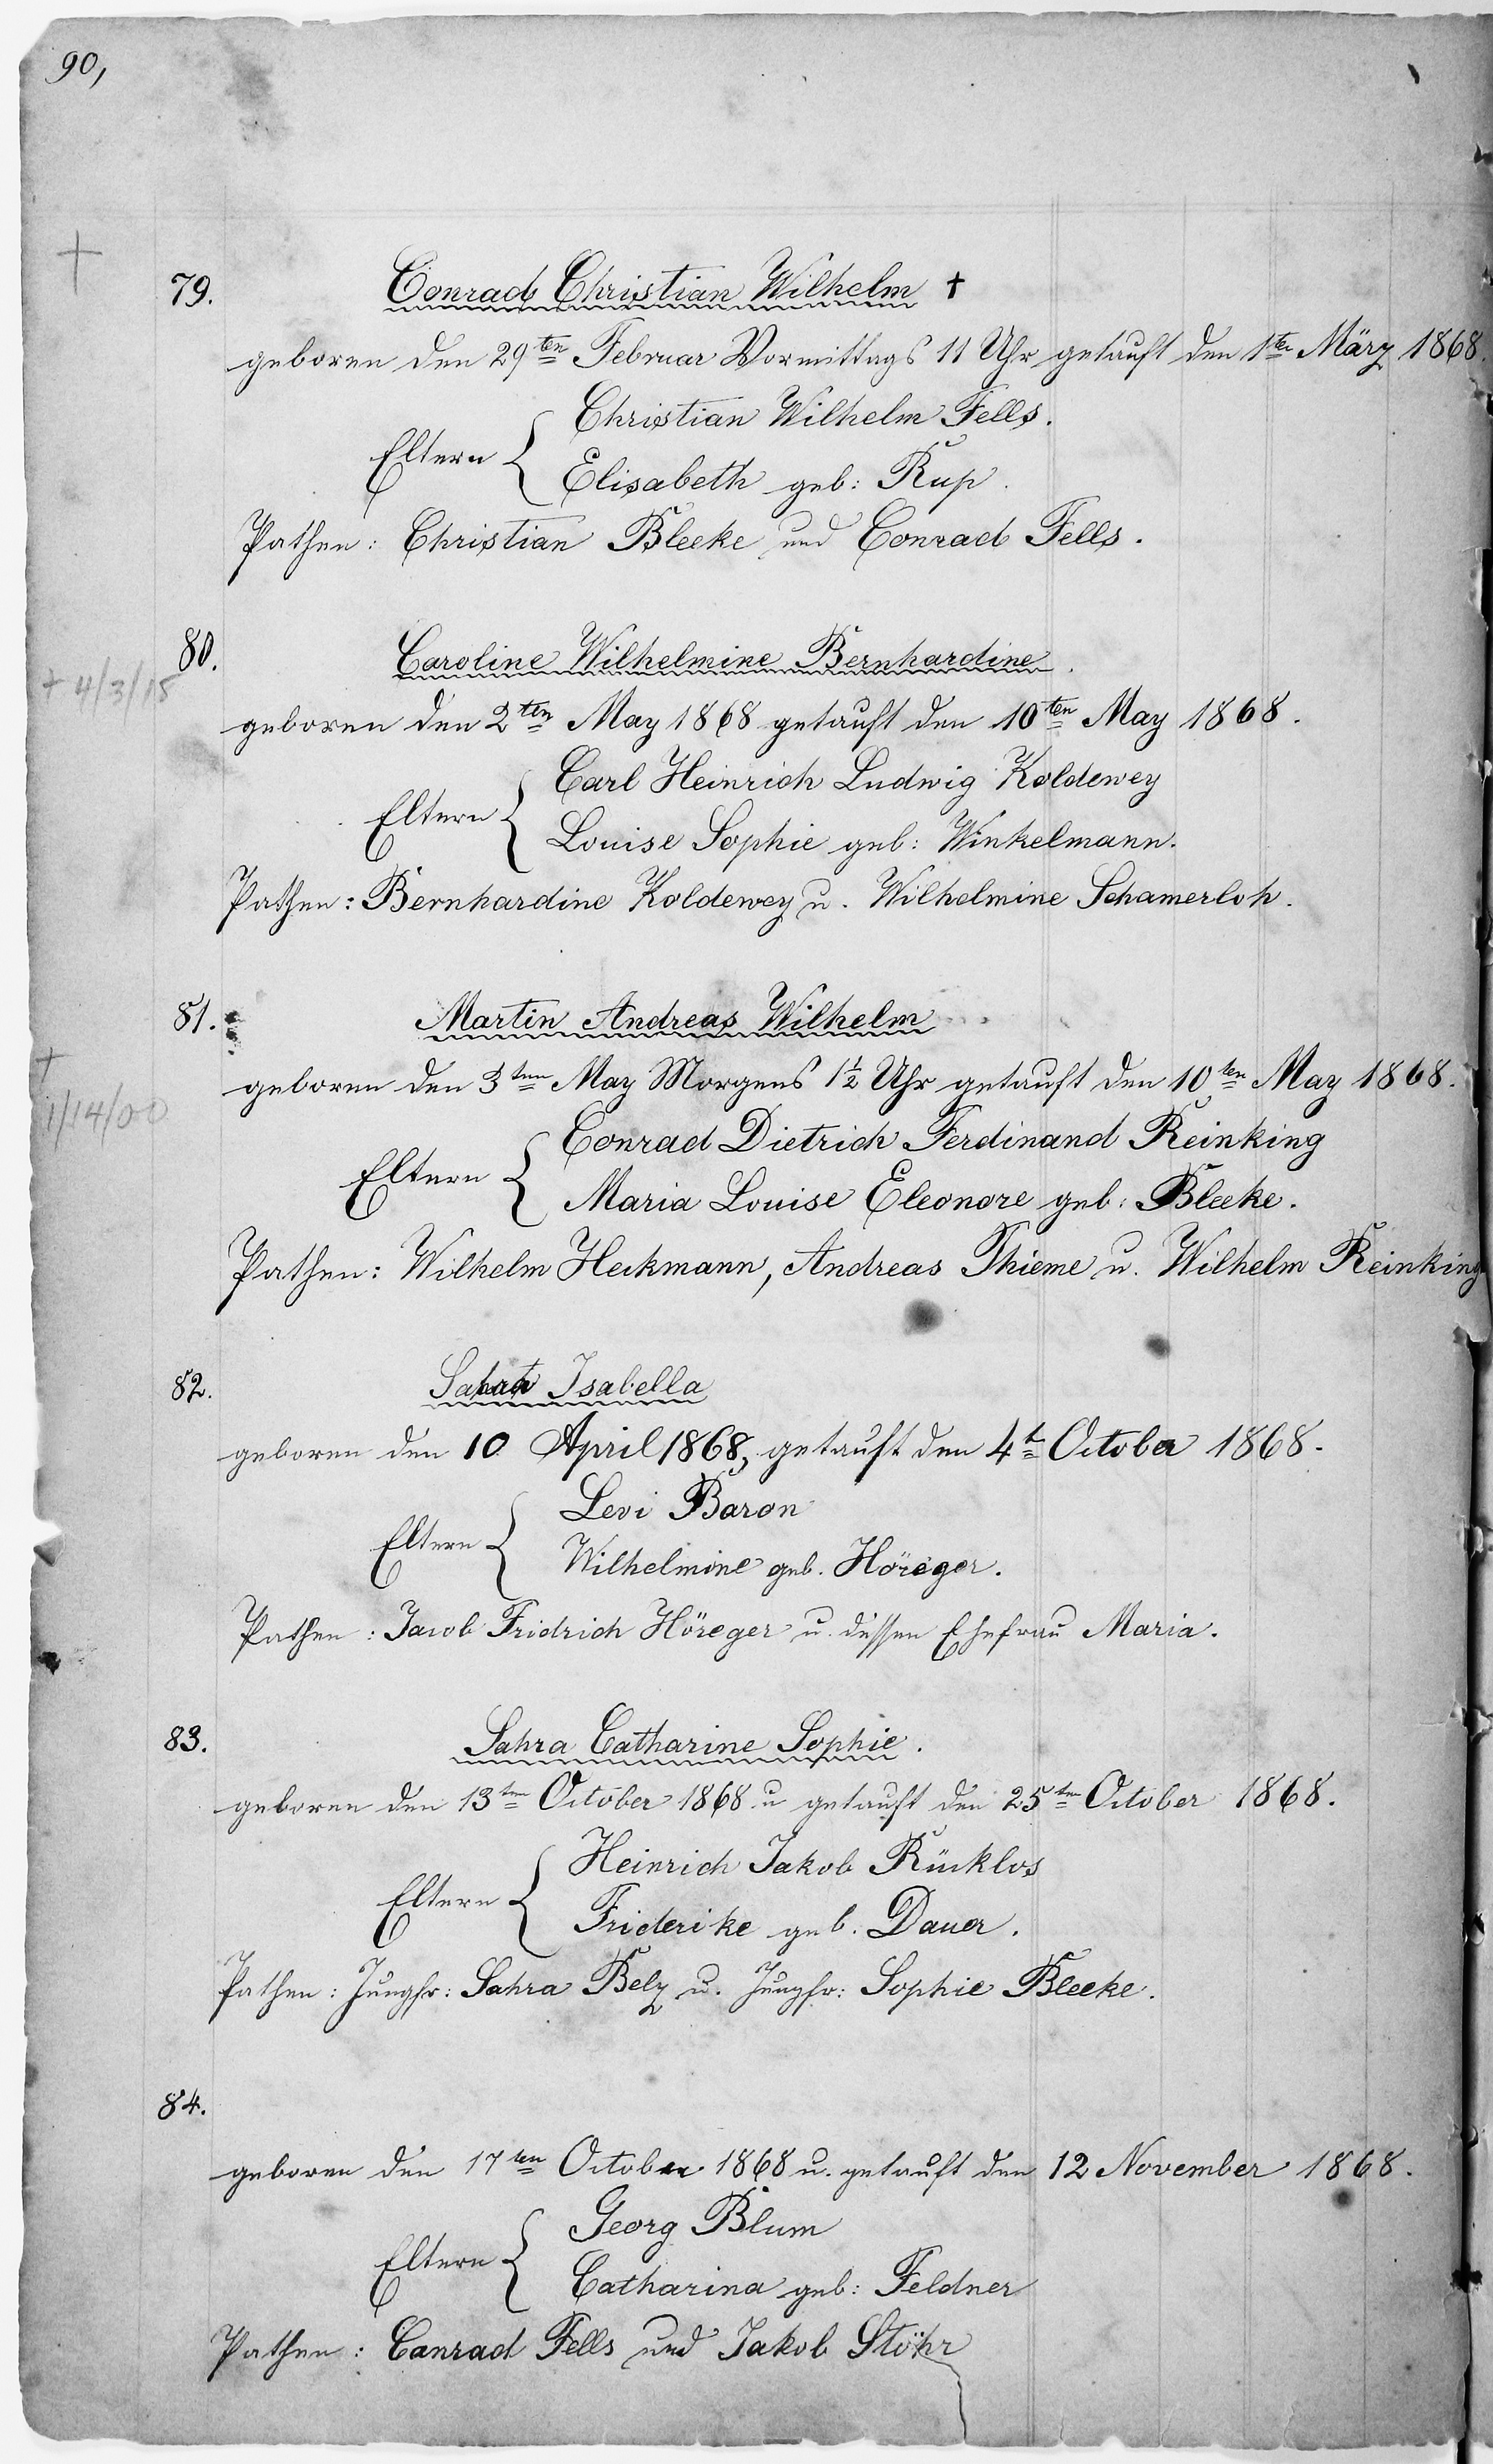 90,
79. Conrad Christian Wilhelm †
geboren den 29ten Februar Vormittags 11 Uhr getauft den 1ten März 1868.
Eltern { Christian Wilhelm Fells.
Elisabeth geb: Rup.
Pathen: Christian Bleeke und Conrad Fells.
80. Caroline Wilhelmine Bernhardine.
+ 4/3/18
geboren den 2ten May 1868 getauft den 10ten May 1868.
Eltern { Carl Heinrich Ludwig Koldewey
Louise Sophie geb: Winkelmann.
Pathen: Bernhardine Koldewey u. Wilhelmine Schamerloh.
81. Martin Andreas Wilhelm
geboren den 3ten May Morgens 1½ Uhr getauft den 10ten May 1868.
+ 1/14/00
Eltern { Conrad Dietrich Ferdinand Reinking
Maria Louise Eleonore geb: Bleeke.
Pathen: Wilhelm Heckmann, Andreas Thieme u. Wilhelm Reinking
82. Sahrah Isabella
geboren den 10 April 1868, getauft den 4t October 1868.
Eltern { Levi Baron
Wilhelmine geb. Höreger.
Pathen: Jacob Fridrich Höreger u. dessen Ehefrau Maria.
83. Sahra Catharine Sophie.
geboren den 13ten October 1868 u getauft den 25ten October 1868.
Eltern { Heinrich Jakob Rücklos
Friderike geb. Dauer.
Pathen: Jungfr: Sahra Belz u. Jungfr: Sophie Bleeke.
84.
geboren den 17ten October 1868 u. getauft den 12 November 1868.
Eltern { Georg Blum
Catharina geb: Feldner
Pathen: Conrad Fells und Jakob Stöhr